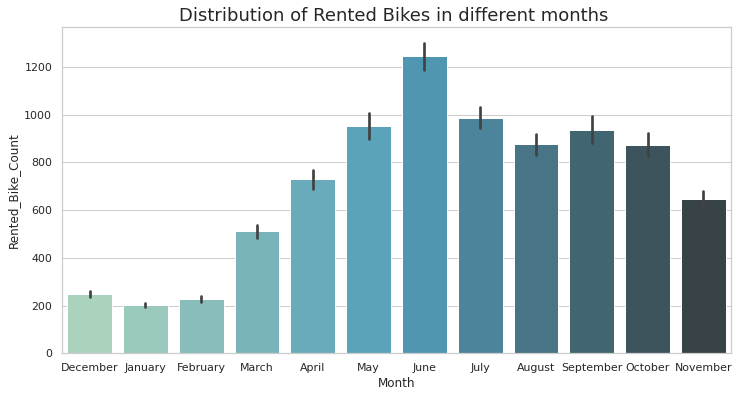 Distribution of Rented Bikes in different months
Rented_Bike_Count
1200
1000
800
600
400
200
0
December January February March April May June July August September October November
Month